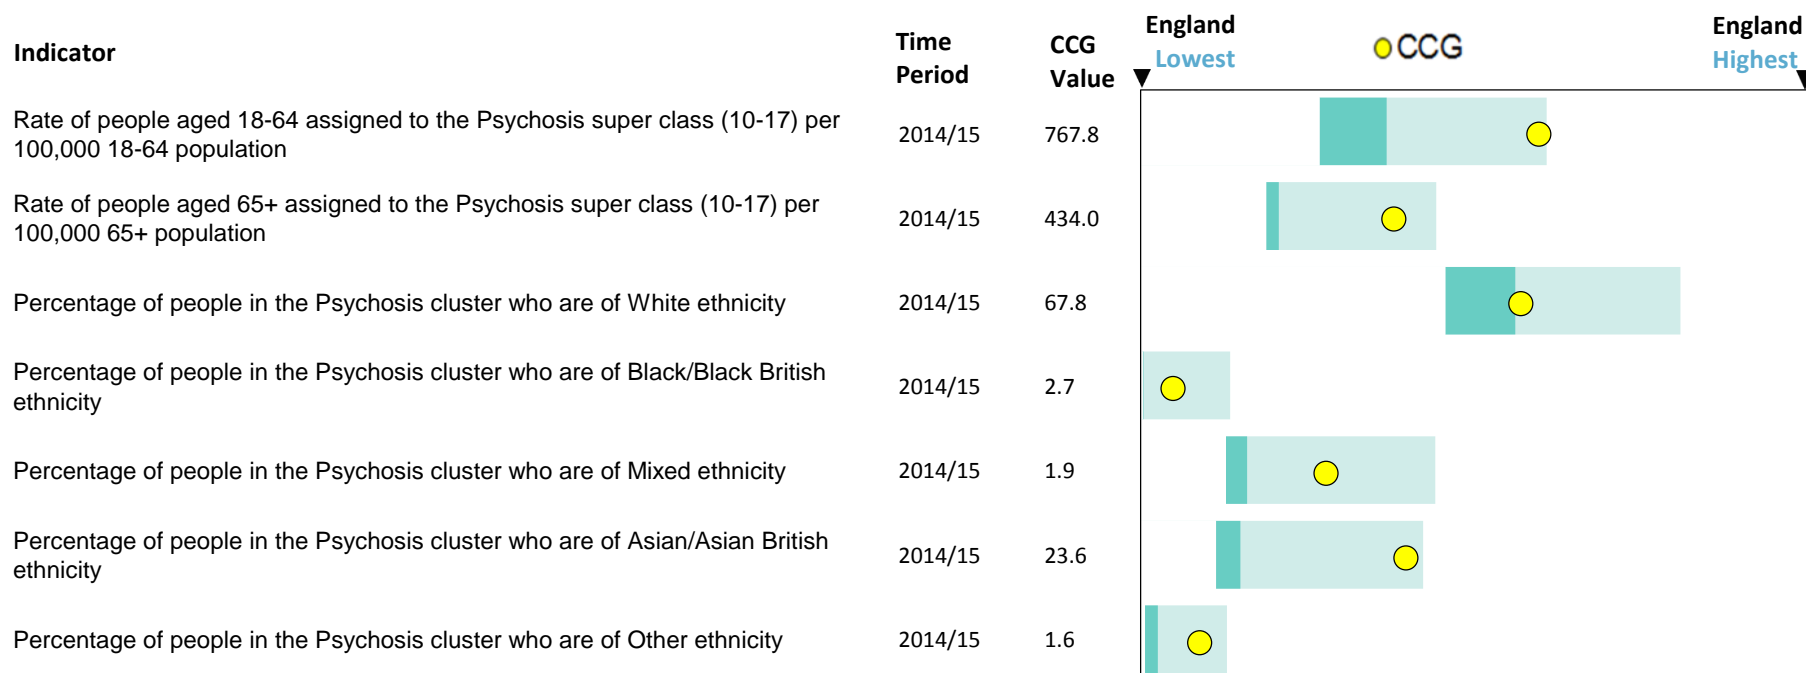 Indicator
Time
Period
CCG
Value
England
Lowest
CCG
England
Highest
Rate of people aged 18-64 assigned to the Psychosis super class (10-17) per
100,000 18-64 population
2014/15
767.8
Rate of people aged 65+ assigned to the Psychosis super class (10-17) per
100,000 65+ population
2014/15
434.0
Percentage of people in the Psychosis cluster who are of White ethnicity
2014/15
67.8
Percentage of people in the Psychosis cluster who are of Black/Black British
ethnicity
2014/15
2.7
Percentage of people in the Psychosis cluster who are of Mixed ethnicity
2014/15
1.9
Percentage of people in the Psychosis cluster who are of Asian/Asian British
ethnicity
2014/15
23.6
Percentage of people in the Psychosis cluster who are of Other ethnicity
2014/15
1.6